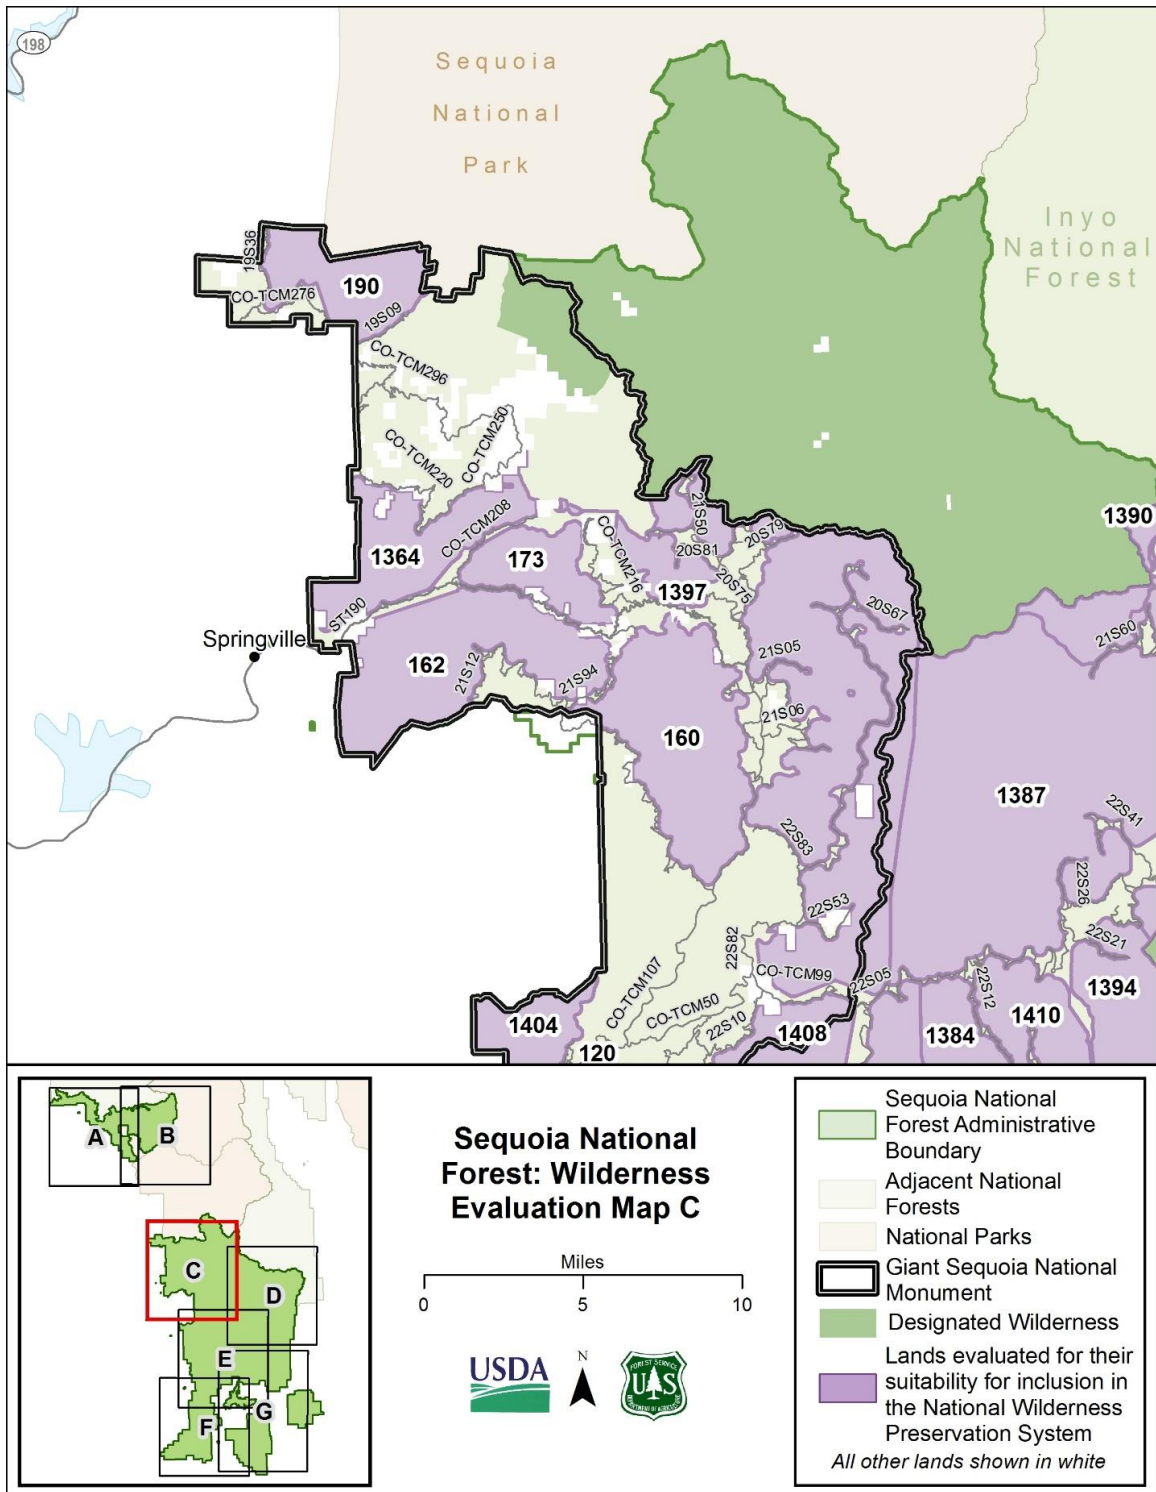 198
Sequoia
National
Park
Inyo
National
Forest
19S36
CO-TCM276
190
19S09
CO-TCM296
CO-TCM250
CO-TCM220
CO-TCM208
1364
173
CO-TCM216
21S50
20S79
20S81
20S75
1397
1390
20S67
21S60
ST190
Springville
162
21S12
21S94
21S05
21S06
160
1387
22S41
22S83
22S26
22S53
22S21
22S82
CO-TCM99
22S05
22S12
CO-TCM107
CO-TCM50
22S10
1394
1404
120
1408
1384
1410
A
B
C
D
E
F
G
Sequoia National
Forest: Wilderness
Evaluation Map C
Miles
0 5 10
USDA
N
FOREST SERVICE
U S
DEPARTMENT OF AGRICULTURE
Sequoia National
Forest Administrative
Boundary
Adjacent National
Forests
National Parks
Giant Sequoia National
Monument
Designated Wilderness
Lands evaluated for their
suitability for inclusion in
the National Wilderness
Preservation System
All other lands shown in white